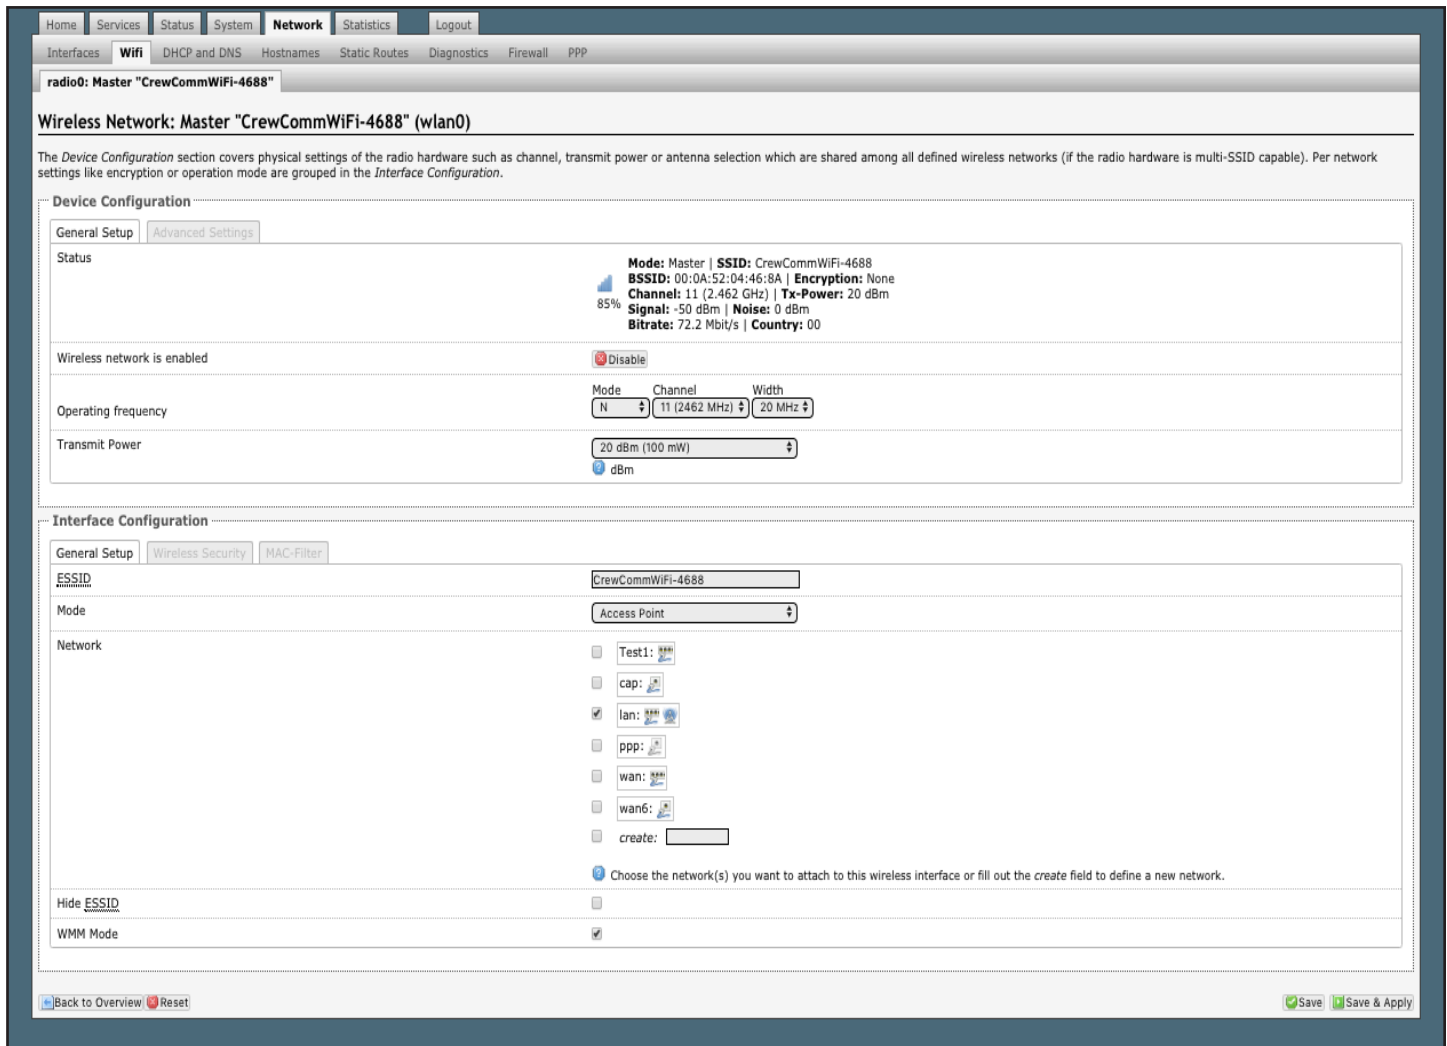 Home Services Status System Network Statistics Logout
Interfaces Wifi DHCP and DNS Hostnames Static Routes Diagnostics Firewall PPP
radio0: Master "CrewCommWiFi-4688"
Wireless Network: Master "CrewCommWiFi-4688" (wlan0)
The Device Configuration section covers physical settings of the radio hardware such as channel, transmit power or antenna selection which are shared among all defined wireless networks (if the radio hardware is multi-SSID capable). Per network
settings like encryption or operation mode are grouped in the Interface Configuration.
Device Configuration
General Setup Advanced Settings
Status
Mode: Master | SSID: CrewCommWiFi-4688
BSSID: 00:0A:52:04:46:8A | Encryption: None
Channel: 11 (2.462 GHz) | Tx-Power: 20 dBm
85% Signal: -50 dBm | Noise: 0 dBm
Bitrate: 72.2 Mbit/s | Country: 00
Wireless network is enabled Disable
Mode Channel Width
Operating frequency N 11 (2462 MHz) 20 MHz
Transmit Power 20 dBm (100 mW)
dBm
Interface Configuration
General Setup Wireless Security MAC-Filter
ESSID CrewCommWiFi-4688
Mode Access Point
Network Test1:
cap:
lan:
ppp:
wan:
wan6:
create:
Choose the network(s) you want to attach to this wireless interface or fill out the create field to define a new network.
Hide ESSID
WMM Mode
Back to Overview Reset Save Save & Apply